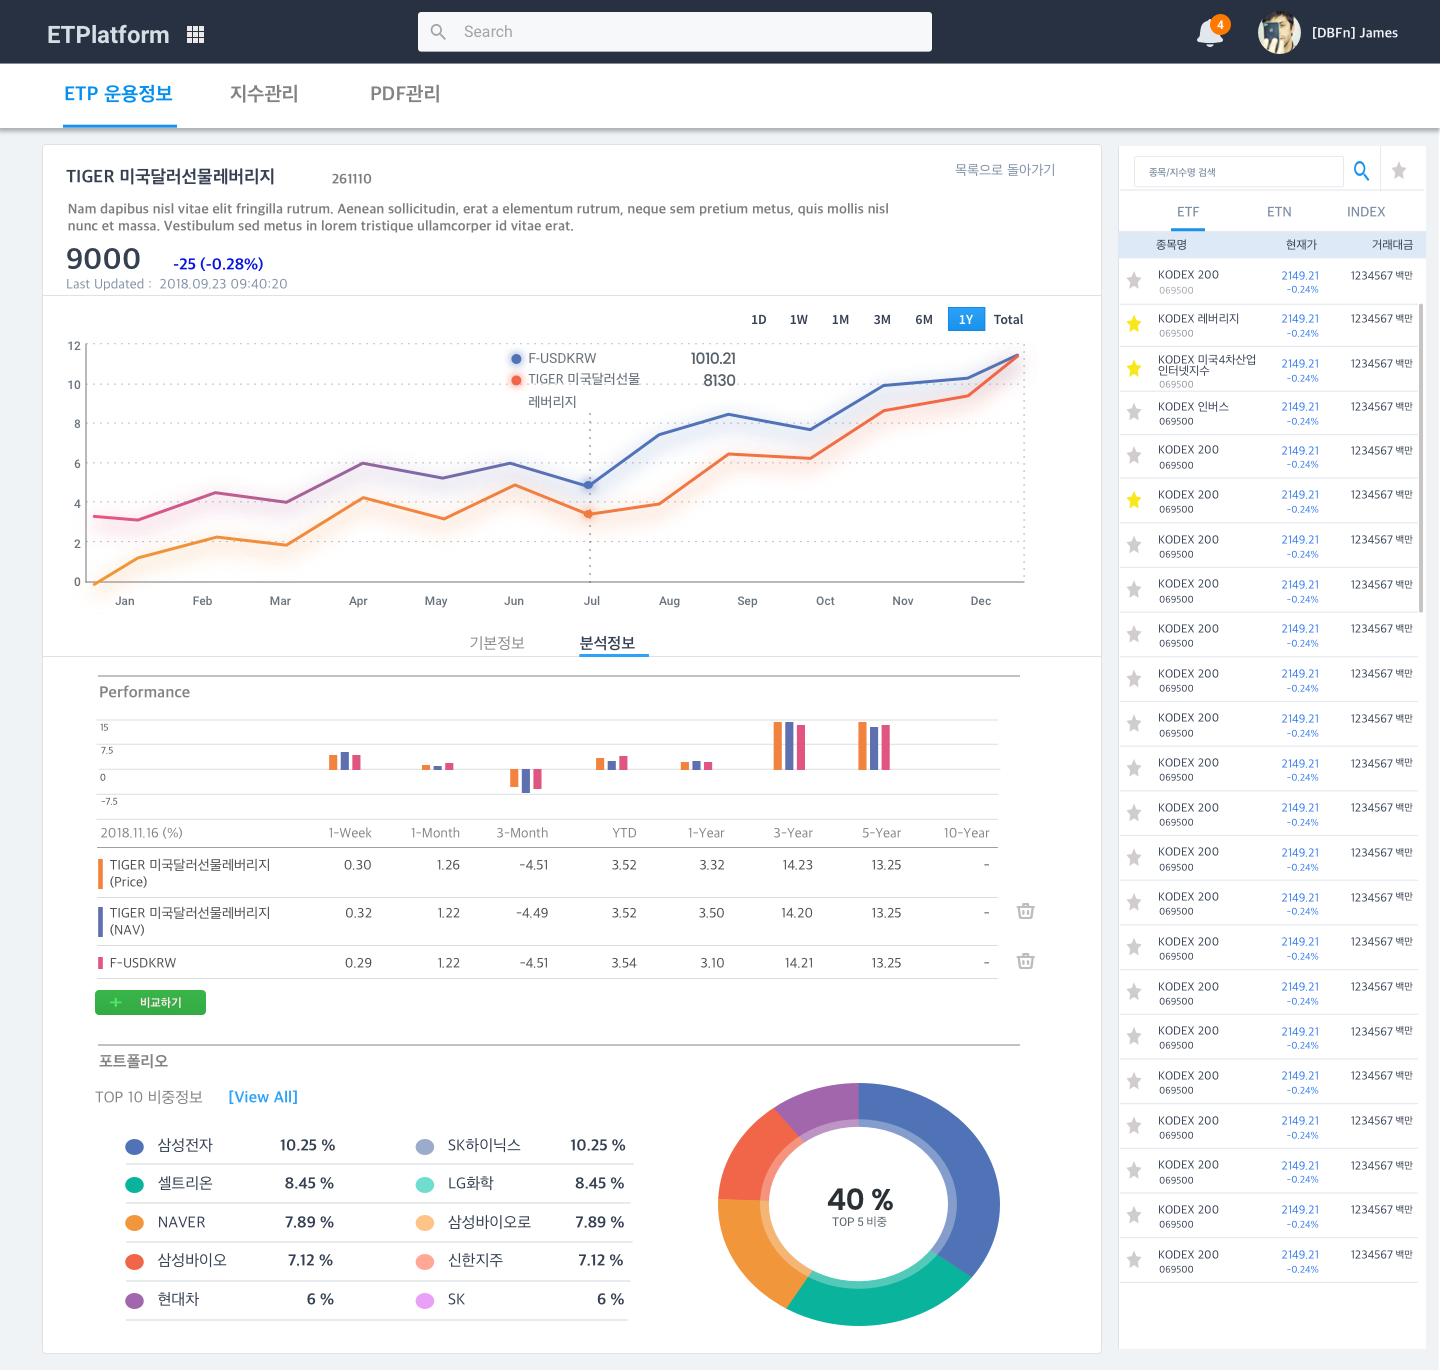 ETPlatform
Search
4
[DBFn] James
ETP 운용정보
지수관리
PDF관리
TIGER 미국달러선물레버리지
261110
목록으로 돌아가기
Nam dapibus nisl vitae elit fringilla rutrum. Aenean sollicitudin, erat a elementum rutrum, neque sem pretium metus, quis mollis nisl
nunc et massa. Vestibulum sed metus in lorem tristique ullamcorper id vitae erat.
9000
-25 (-0.28%)
Last Updated : 2018.09.23 09:40:20
1D 1W 1M 3M 6M 1Y Total
F-USDKRW 1010.21
TIGER 미국달러선물 8130
레버리지
12
10
8
6
4
2
0
Jan Feb Mar Apr May Jun Jul Aug Sep Oct Nov Dec
기본정보
분석정보
Performance
15
7.5
0
-7.5
2018.11.16 (%) 1-Week 1-Month 3-Month YTD 1-Year 3-Year 5-Year 10-Year
TIGER 미국달러선물레버리지 0.30 1.26 -4.51 3.52 3.32 14.23 13.25 -
(Price)
TIGER 미국달러선물레버리지 0.32 1.22 -4.49 3.52 3.50 14.20 13.25 -
(NAV)
F-USDKRW 0.29 1.22 -4.51 3.54 3.10 14.21 13.25 -
+ 비교하기
포트폴리오
TOP 10 비중정보 [View All]
삼성전자 10.25 % SK하이닉스 10.25 %
셀트리온 8.45 % LG화학 8.45 %
NAVER 7.89 % 삼성바이오로 7.89 %
삼성바이오 7.12 % 신한지주 7.12 %
현대차 6 % SK 6 %
40 %
TOP 5 비중
종목/지수명 검색
ETF ETN INDEX
종목명 현재가 거래대금
KODEX 200 2149.21 1234567 백만
069500 -0.24%
KODEX 레버리지 2149.21 1234567 백만
069500 -0.24%
KODEX 미국4차산업 2149.21 1234567 백만
인터넷지수
069500 -0.24%
KODEX 인버스 2149.21 1234567 백만
069500 -0.24%
KODEX 200 2149.21 1234567 백만
069500 -0.24%
KODEX 200 2149.21 1234567 백만
069500 -0.24%
KODEX 200 2149.21 1234567 백만
069500 -0.24%
KODEX 200 2149.21 1234567 백만
069500 -0.24%
KODEX 200 2149.21 1234567 백만
069500 -0.24%
KODEX 200 2149.21 1234567 백만
069500 -0.24%
KODEX 200 2149.21 1234567 백만
069500 -0.24%
KODEX 200 2149.21 1234567 백만
069500 -0.24%
KODEX 200 2149.21 1234567 백만
069500 -0.24%
KODEX 200 2149.21 1234567 백만
069500 -0.24%
KODEX 200 2149.21 1234567 백만
069500 -0.24%
KODEX 200 2149.21 1234567 백만
069500 -0.24%
KODEX 200 2149.21 1234567 백만
069500 -0.24%
KODEX 200 2149.21 1234567 백만
069500 -0.24%
KODEX 200 2149.21 1234567 백만
069500 -0.24%
KODEX 200 2149.21 1234567 백만
069500 -0.24%
KODEX 200 2149.21 1234567 백만
069500 -0.24%
KODEX 200 2149.21 1234567 백만
069500 -0.24%
KODEX 200 2149.21 1234567 백만
069500 -0.24%